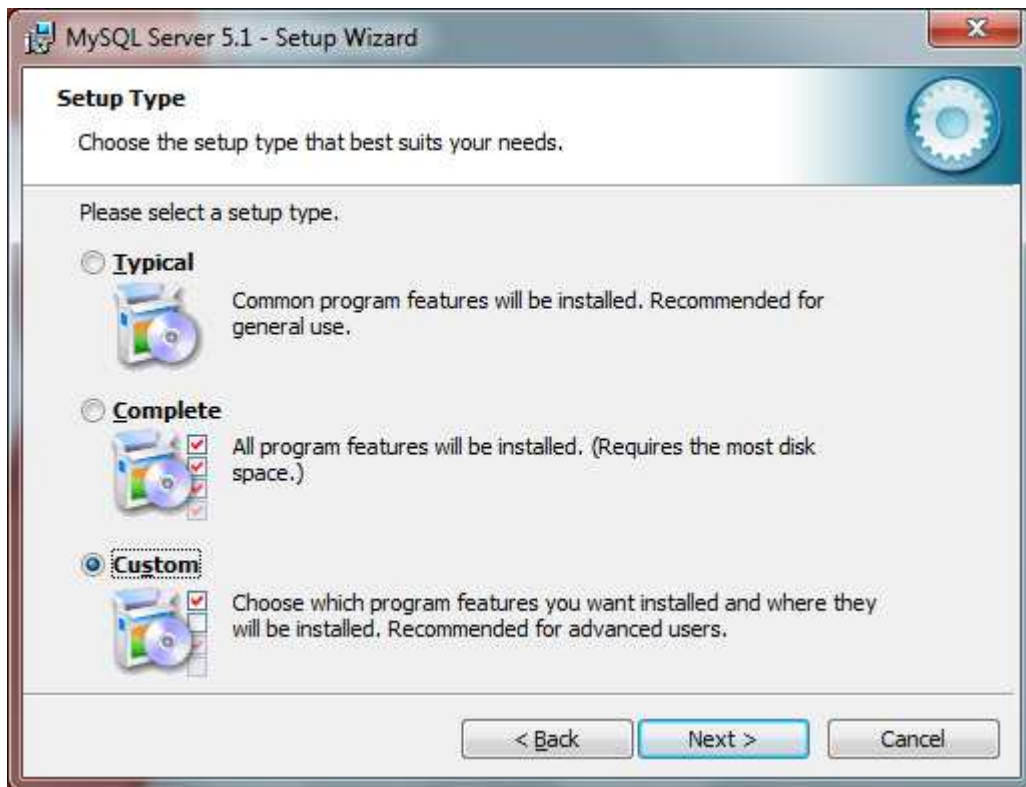 MySQL Server 5.1 - Setup Wizard
Setup Type
Choose the setup type that best suits your needs.
Please select a setup type.
Typical
Common program features will be installed. Recommended for
general use.
Complete
All program features will be installed. (Requires the most disk
space.)
Custom
Choose which program features you want installed and where they
will be installed. Recommended for advanced users.
< Back
Next >
Cancel